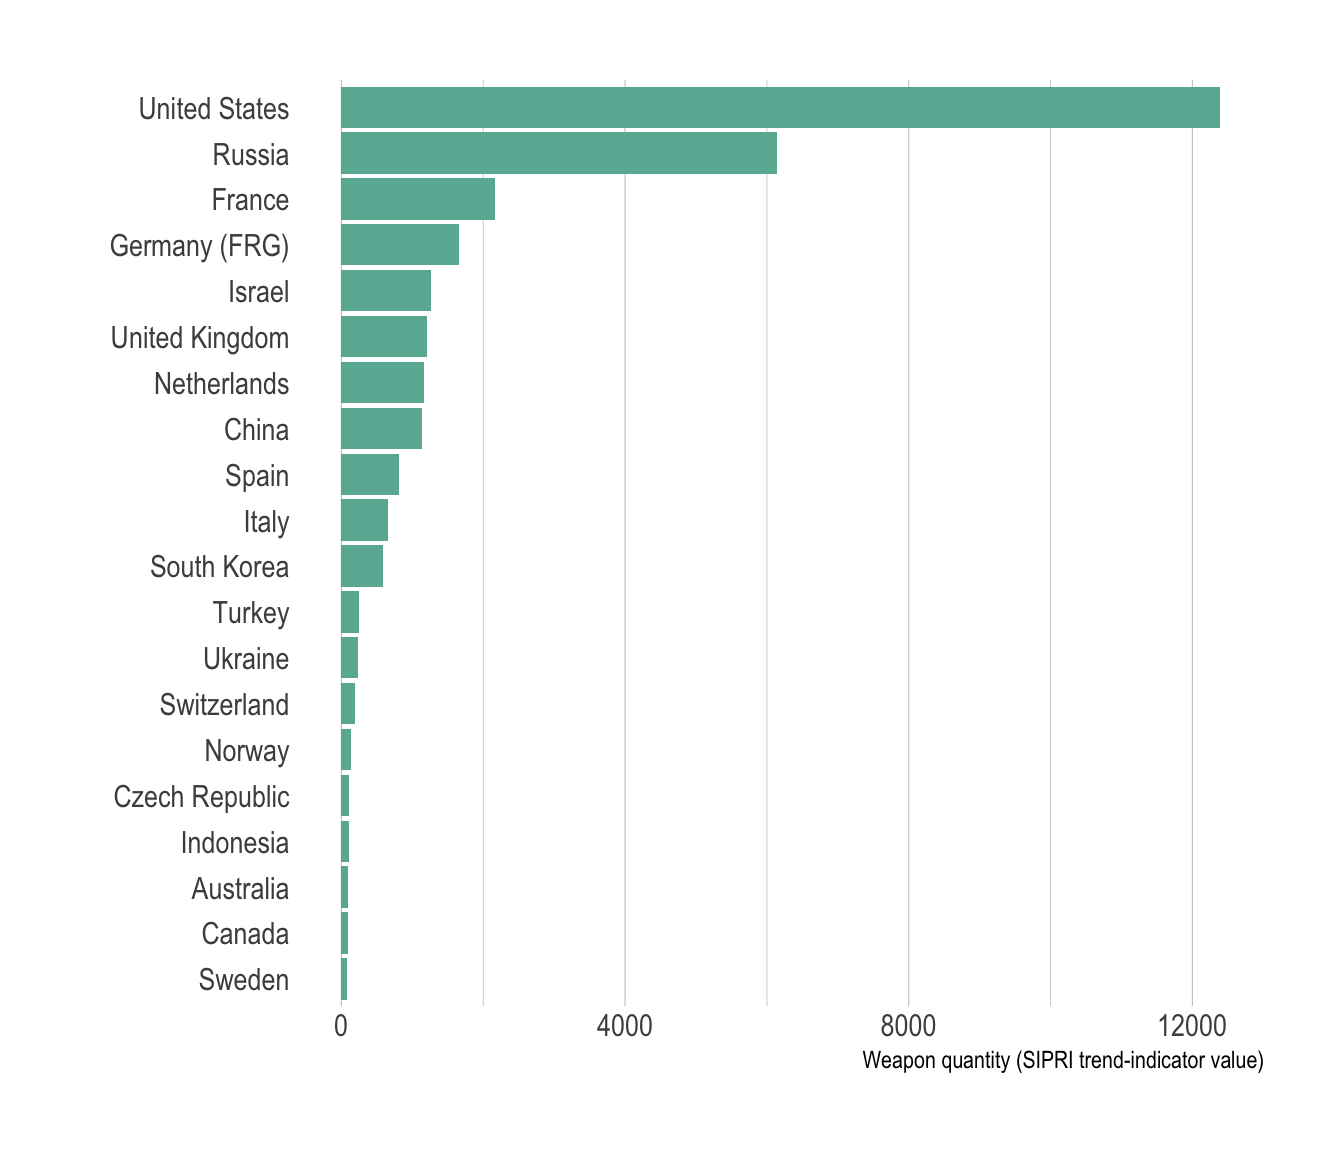 United States
Russia
France
Germany (FRG)
Israel
United Kingdom
Netherlands
China
Spain
Italy
South Korea
Turkey
Ukraine
Switzerland
Norway
Czech Republic
Indonesia
Australia
Canada
Sweden
0 4000 8000 12000
Weapon quantity (SIPRI trend-indicator value)